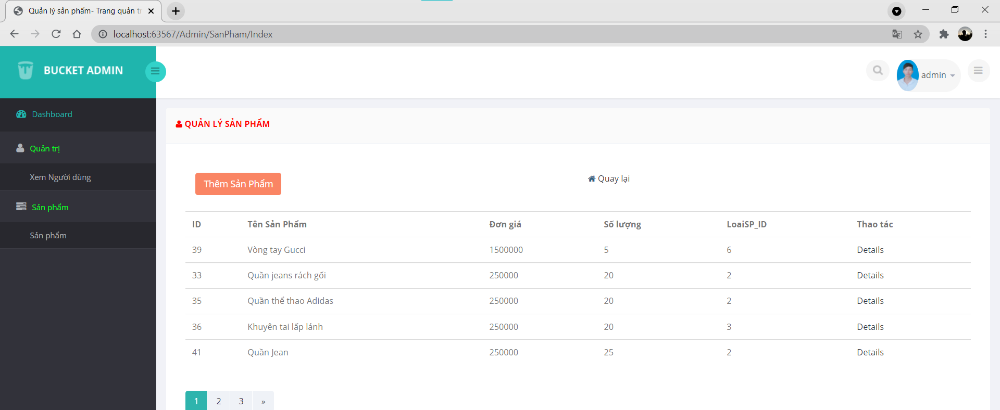 Quản lý sản phẩm- Trang quản tr
localhost:63567/Admin/SanPham/Index
BUCKET ADMIN
admin
Dashboard
Quản trị
Xem Người dùng
Sản phẩm
Sản phẩm
QUẢN LÝ SẢN PHẨM
Thêm Sản Phẩm
Quay lại
ID Tên Sản Phẩm Đơn giá Số lượng LoaiSP_ID Thao tác
39 Vòng tay Gucci 1500000 5 6 Details
33 Quần jeans rách gối 250000 20 2 Details
35 Quần thể thao Adidas 250000 20 2 Details
36 Khuyên tai lấp lánh 250000 20 3 Details
41 Quần Jean 250000 25 2 Details
1 2 3 »